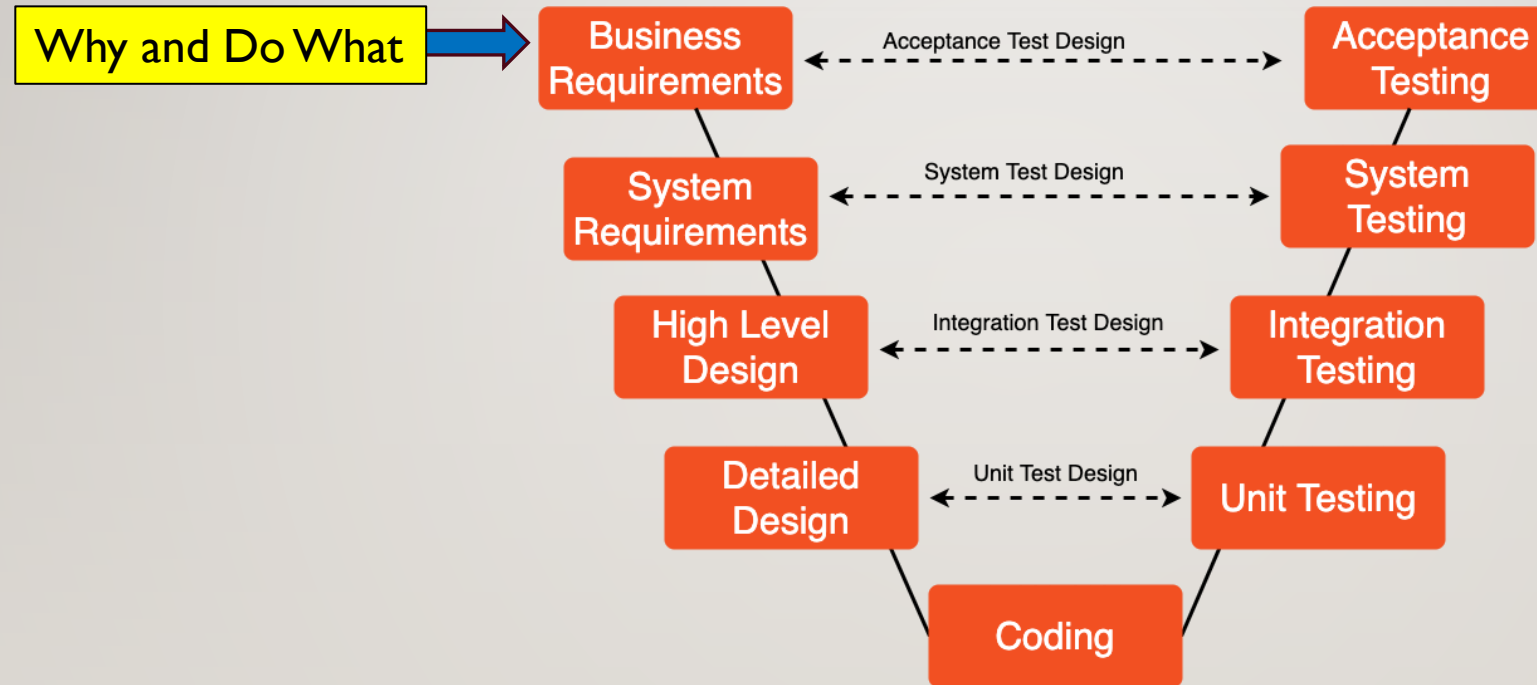 Why and Do What
Business
Requirements
Acceptance Test Design
Acceptance
Testing
System
Requirements
System Test Design
System
Testing
High Level
Design
Integration Test Design
Integration
Testing
Detailed
Design
Unit Test Design
Unit Testing
Coding